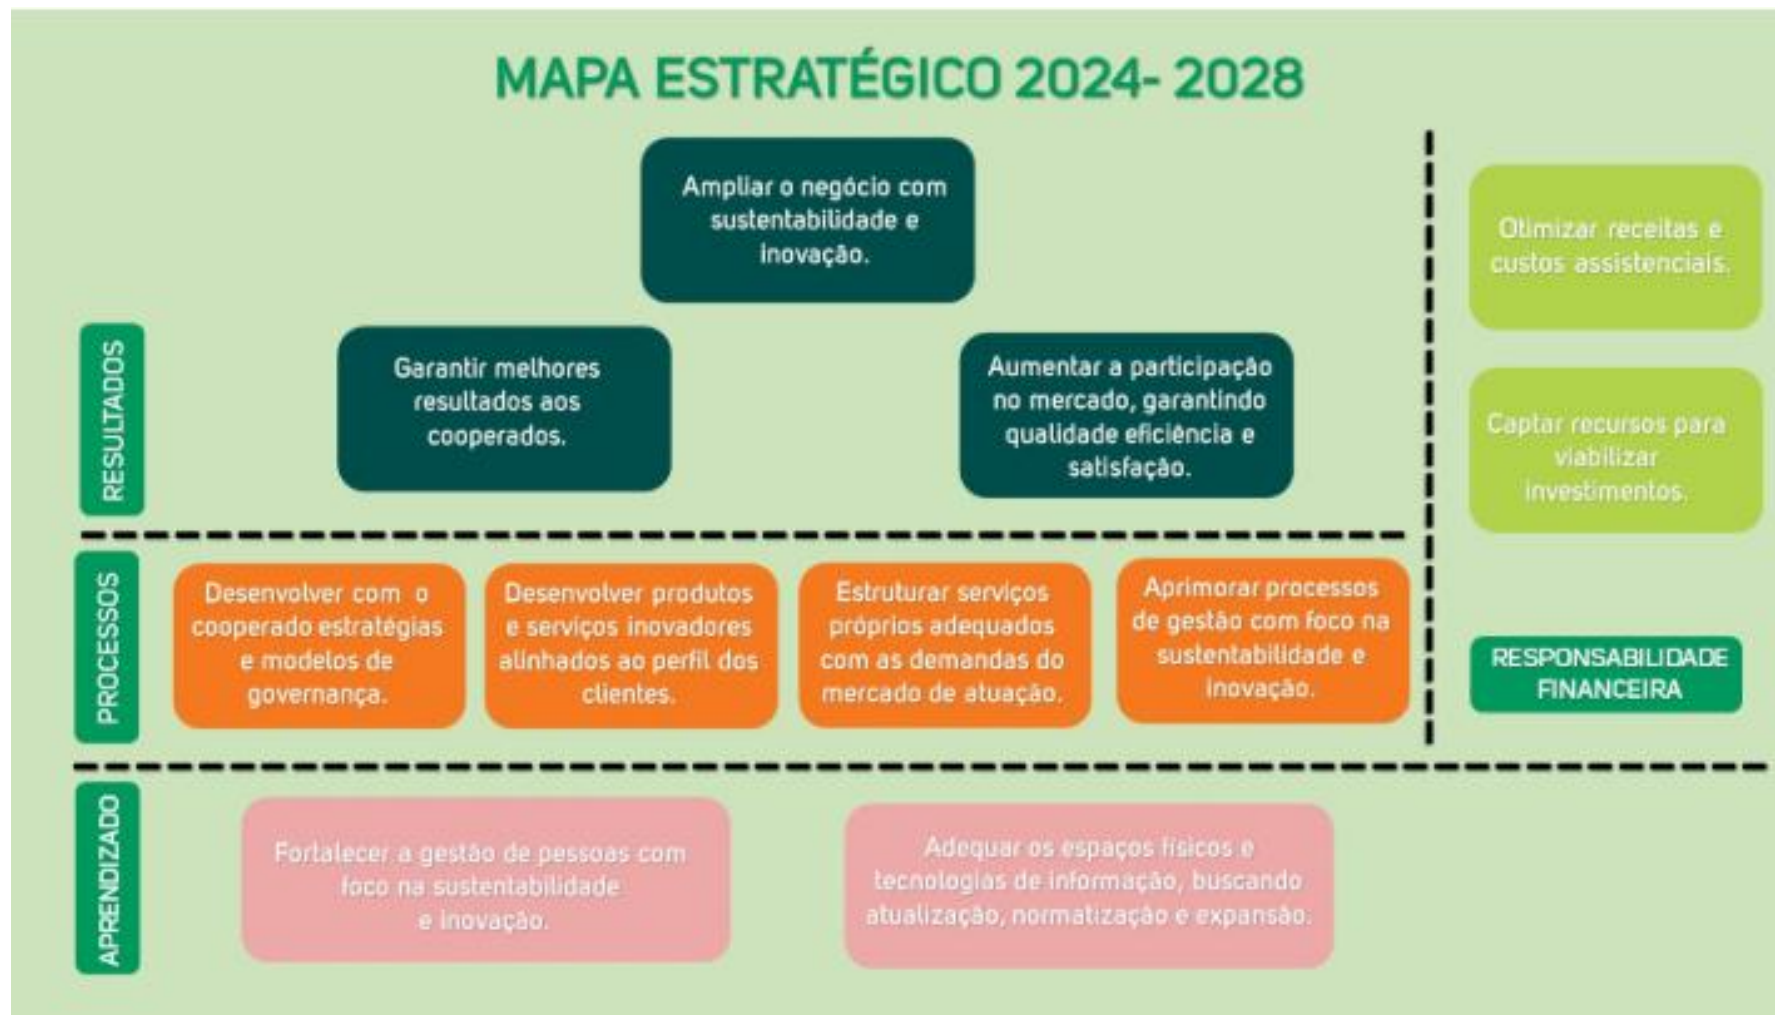 MAPA ESTRATÉGICO 2024- 2028
Ampliar o negócio com
sustentabilidade e
inovação.
RESULTADOS
Garantir melhores
resultados aos
cooperados.
Aumentar a participação
no mercado, garantindo
qualidade eficiência e
satisfação.
Otimizar receitas e
custos assistenciais.
Captar recursos para
viabilizar
investimentos.
RESPONSABILIDADE
FINANCEIRA
PROCESSOS
Desenvolver com o
cooperado estratégias
e modelos de
governança.
Desenvolver produtos
e serviços inovadores
alinhados ao perfil dos
clientes.
Estruturar serviços
próprios adequados
com as demandas do
mercado de atuação.
Aprimorar processos
de gestão com foco na
sustentabilidade e
inovação.
APRENDIZADO
Fortalecer a gestão de pessoas com
foco na sustentabilidade
e inovação.
Adequar os espaços físicos e
tecnologias de informação, buscando
atualização, normatização e expansão.